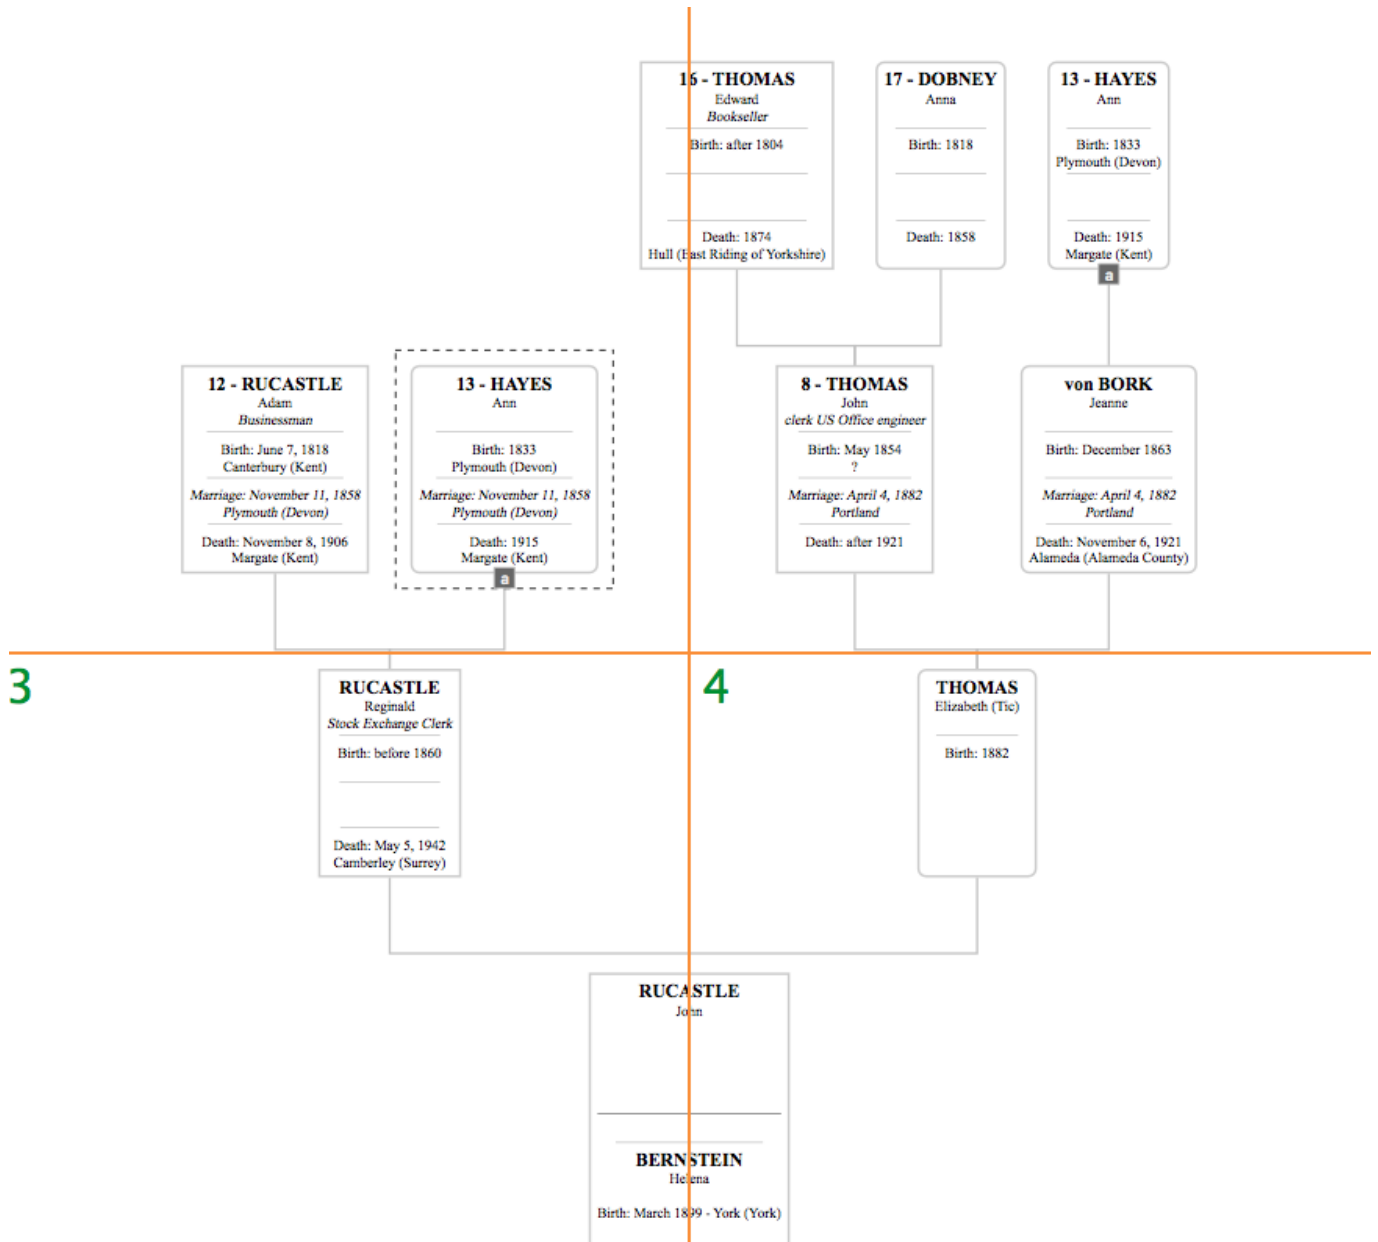 16 - THOMAS
Edward
Bookseller
Birth: after 1804
Death: 1874
Hull (East Riding of Yorkshire)
17 - DOBNEY
Anna
Birth: 1818
Death: 1858
13 - HAYES
Ann
Birth: 1833
Plymouth (Devon)
Death: 1915
Margate (Kent)
a
12 - RUCASTLE
Adam
Businessman
Birth: June 7, 1818
Canterbury (Kent)
Marriage: November 11, 1858
Plymouth (Devon)
Death: November 8, 1906
Margate (Kent)
13 - HAYES
Ann
Birth: 1833
Plymouth (Devon)
Marriage: November 11, 1858
Plymouth (Devon)
Death: 1915
Margate (Kent)
a
8 - THOMAS
John
clerk US Office engineer
Birth: May 1854
?
Marriage: April 4, 1882
Portland
Death: after 1921
von BORK
Jeanne
Birth: December 1863
Marriage: April 4, 1882
Portland
Death: November 6, 1921
Alameda (Alameda County)
3
RUCASTLE
Reginald
Stock Exchange Clerk
Birth: before 1860
Death: May 5, 1942
Camberley (Surrey)
4
THOMAS
Elizabeth (Tic)
Birth: 1882
RUCASTLE
John
BERNSTEIN
Helena
Birth: March 1899 - York (York)